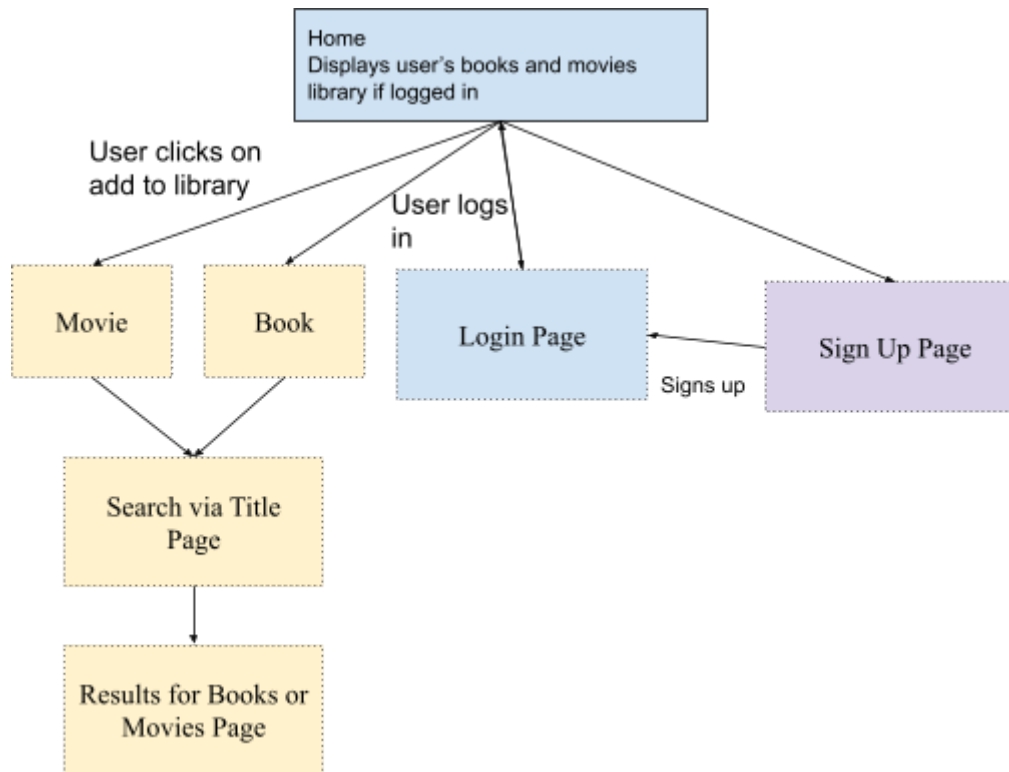 Home
Displays user's books and movies
library if logged in
User clicks on
add to library
User logs
in
Movie
Book
Login Page
Sign Up Page
Signs up
Search via Title
Page
Results for Books or
Movies Page